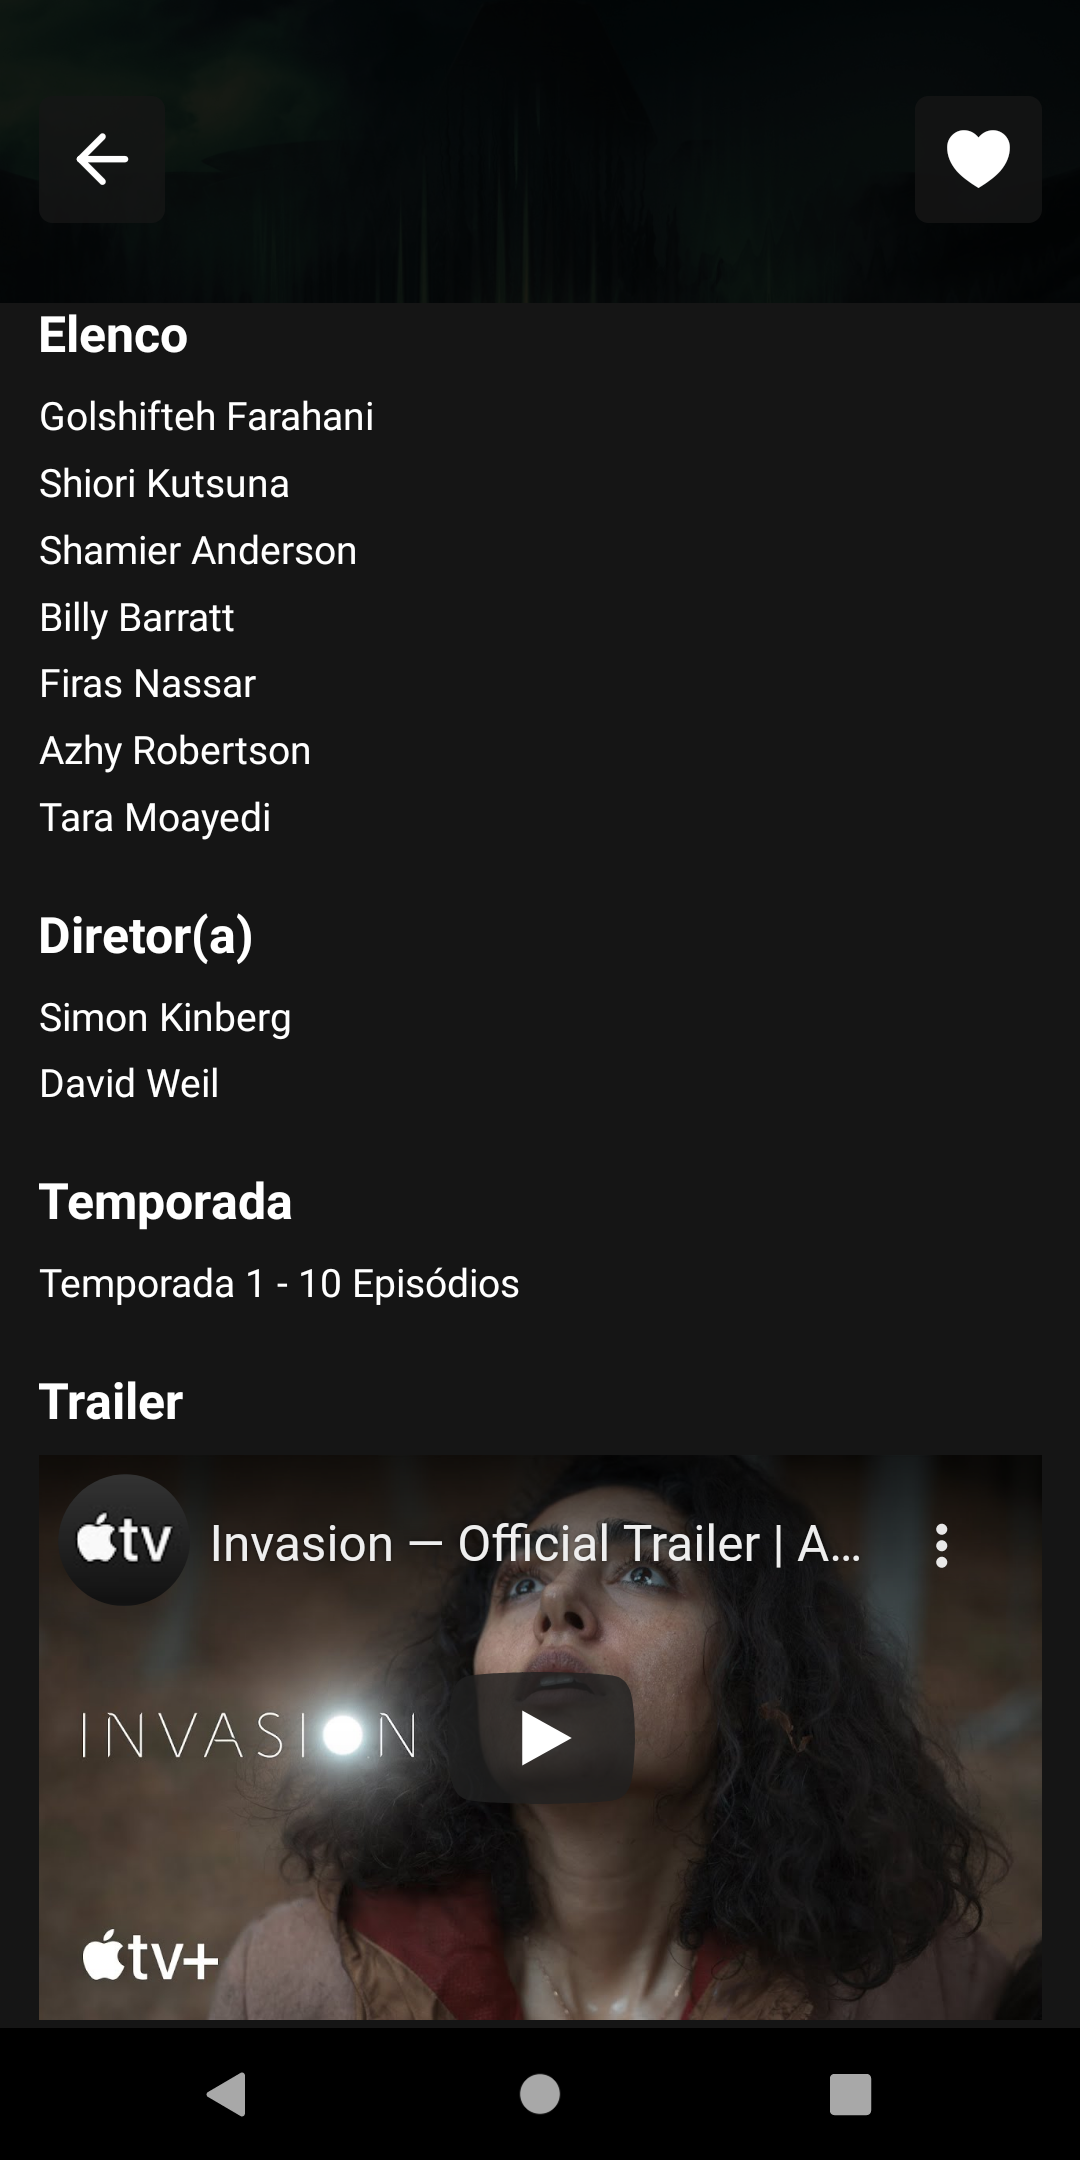 Elenco
Golshifteh Farahani
Shiori Kutsuna
Shamier Anderson
Billy Barratt
Firas Nassar
Azhy Robertson
Tara Moayedi
Diretor(a)
Simon Kinberg
David Weil
Temporada
Temporada 1 - 10 Episódios
Trailer
tv
Invasion — Official Trailer | A...
INVASION
tv+